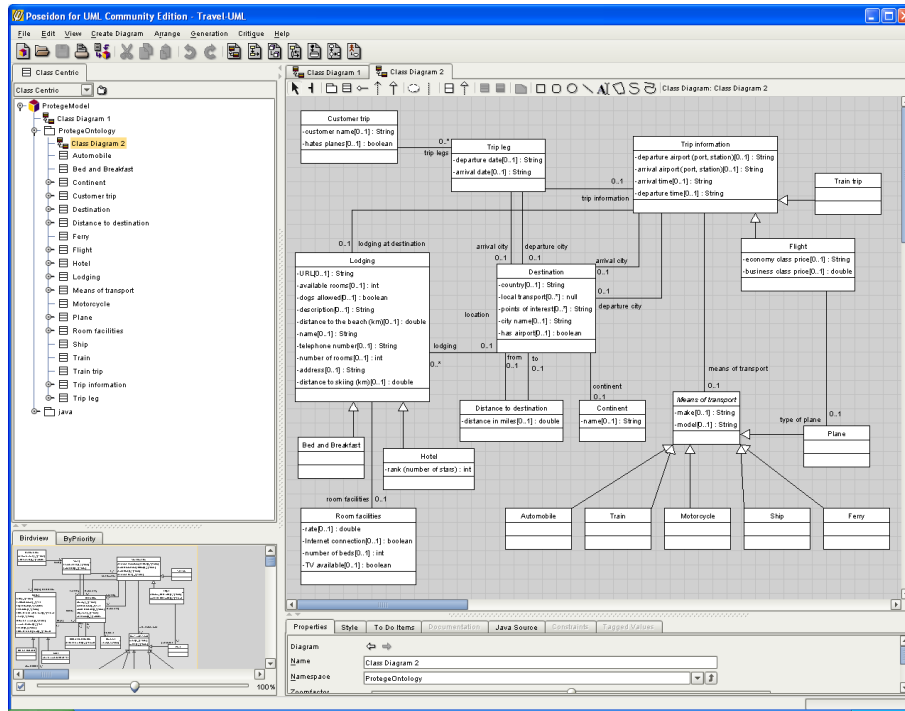 Poseidon for UML Community Edition - Travel-UML
File Edit View Create Diagram Arrange Generation Critique Help
Class Centric
Class Centric
ProtegeModel
Class Diagram 1
ProtegeOntology
Class Diagram 2
Automobile
Bed and Breakfast
Continent
Customer trip
Destination
Distance to destination
Ferry
Flight
Hotel
Lodging
Means of transport
Motorcycle
Plane
Room facilities
Ship
Train
Train trip
Trip information
Trip leg
java
Birdview ByPriority
100%
Class Diagram 1 Class Diagram 2
Class Diagram: Class Diagram 2
Customer trip
-customer name[0..1] : String
-hates planes[0..1] : boolean
0..*
trip legs
Trip leg
-departure date[0..1] : String
-arrival date[0..1] : String
0..1
trip information
Trip information
-departure airport (port, station)[0..1] : String
-arrival airport (port, station)[0..1] : String
-arrival time[0..1] : String
-departure time[0..1] : String
Train trip
Flight
-economy class price[0..1] : String
-business class price[0..1] : double
0..1 lodging at destination
Lodging
-URL[0..1] : String
-available rooms[0..1] : int
-dogs allowed[0..1] : boolean
-description[0..1] : String
-distance to the beach (km)[0..1] : double
-name[0..1] : String
-telephone number[0..1] : String
-number of rooms[0..1] : int
-address[0..1] : String
-distance to skiing (km)[0..1] : double
arrival city departure city
0..1 0..1
arrival city
0..1
0..1
departure city
Destination
-country[0..1] : String
-local transport[0..*] : null
-points of interest[0..*] : String
-city name[0..1] : String
-has airport[0..1] : boolean
location
lodging 0..1
0..*
from to
0..1 0..1
continent
0..1
Distance to destination
-distance in miles[0..1] : double
Continent
-name[0..1] : String
means of transport
0..1
Means of transport
-make[0..1] : String
-model[0..1] : String
type of plane 0..1
Plane
Bed and Breakfast
Hotel
-rank (number of stars) : int
room facilities 0..1
Room facilities
-rate[0..1] : double
-Internet connection[0..1] : boolean
-number of beds[0..1] : int
-TV available[0..1] : boolean
Automobile Train Motorcycle Ship Ferry
Properties Style To Do Items Documentation Java Source Constraints Tagged Values
Diagram
Name Class Diagram 2
Namespace ProtegeOntology
Zoomfactor